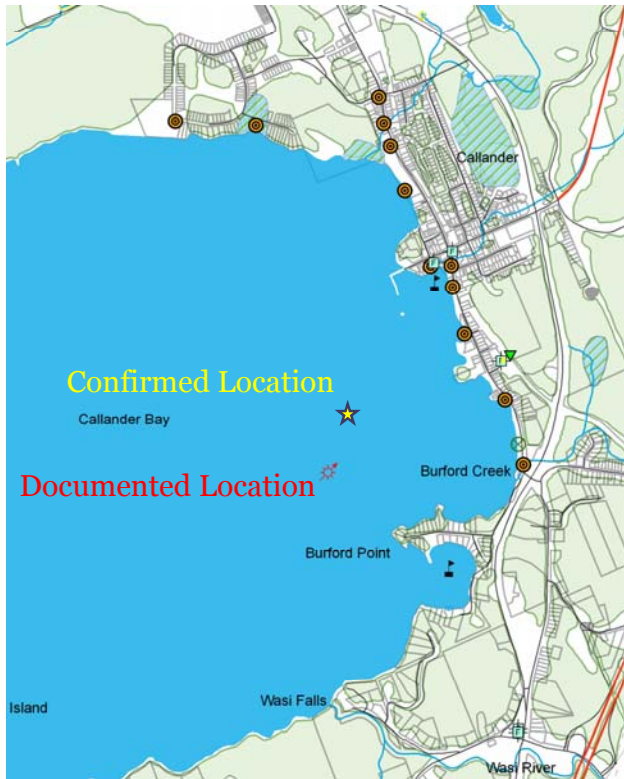 Callander
Confirmed Location
Callander Bay
Burford Creek
Documented Location
Burford Point
Wasi Falls
Island
Wasi River